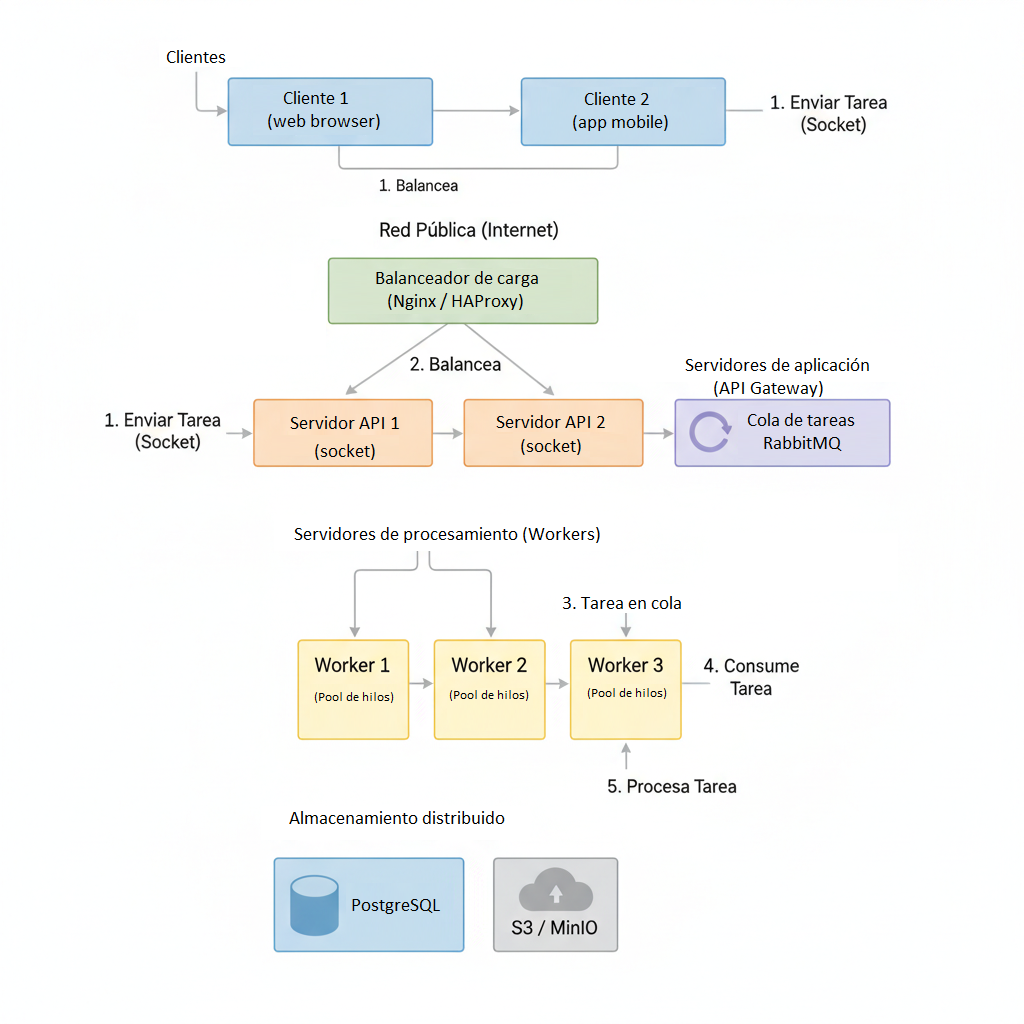 Clientes
Cliente 1
(web browser)
Cliente 2
(app mobile)
1. Enviar Tarea
(Socket)
1. Balancea
Red Pública (Internet)
Balanceador de carga
(Nginx / HAProxy)
2. Balancea
Servidores de aplicación
(API Gateway)
1. Enviar Tarea
(Socket)
Servidor API 1
(socket)
Servidor API 2
(socket)
Cola de tareas
RabbitMQ
Servidores de procesamiento (Workers)
3. Tarea en cola
Worker 1
(Pool de hilos)
Worker 2
(Pool de hilos)
Worker 3
(Pool de hilos)
4. Consume
Tarea
5. Procesa Tarea
Almacenamiento distribuido
PostgreSQL
S3 / MinIO